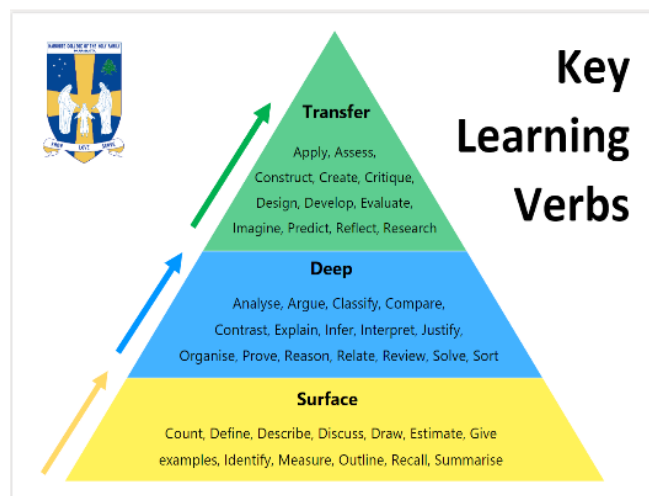 Key
Learning
Verbs
Transfer
Apply, Assess,
Construct, Create, Critique,
Design, Develop, Evaluate,
Imagine, Predict, Reflect, Research
Deep
Analyse, Argue, Classify, Compare,
Contrast, Explain, Infer, Interpret, Justify,
Organise, Prove, Reason, Relate, Review, Solve, Sort
Surface
Count, Define, Describe, Discuss, Draw, Estimate, Give
examples, Identify, Measure, Outline, Recall, Summarise